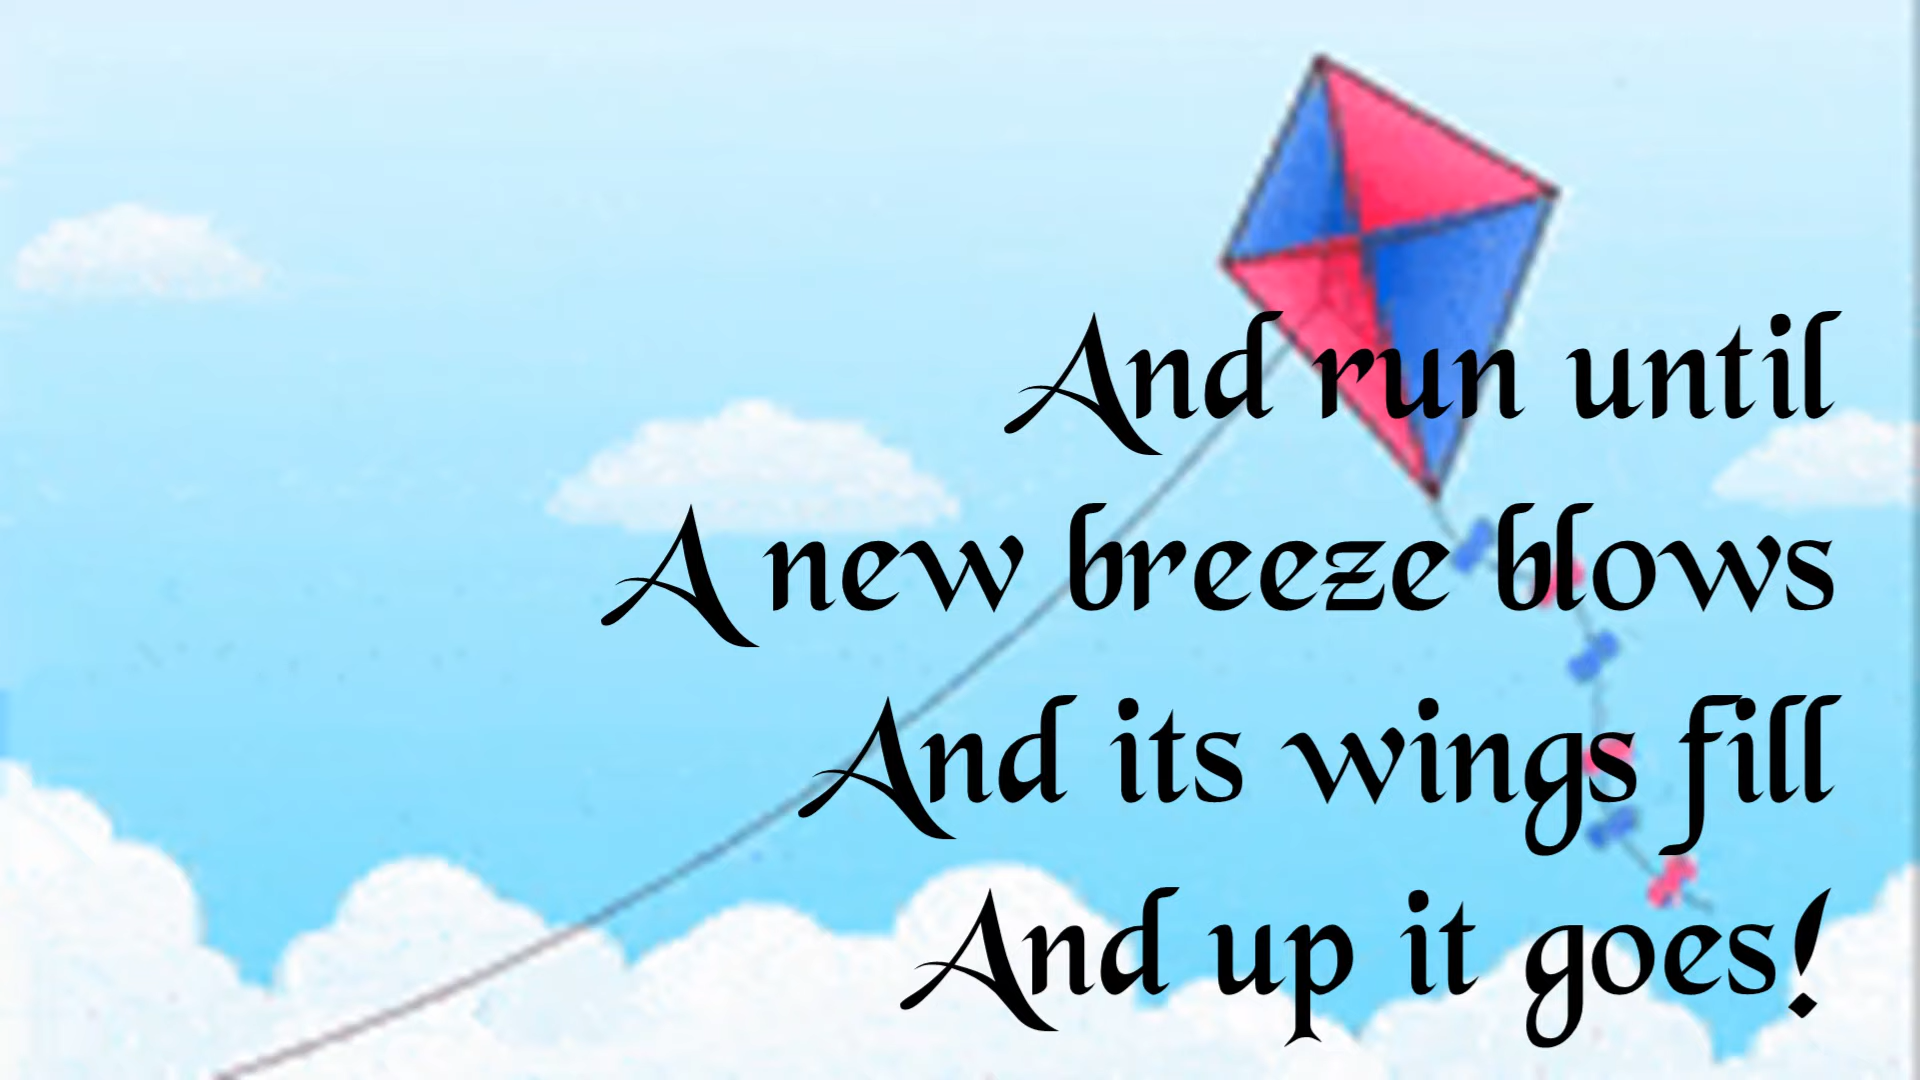 And run until
A new breeze blows
And its wings fill
And up it goes!